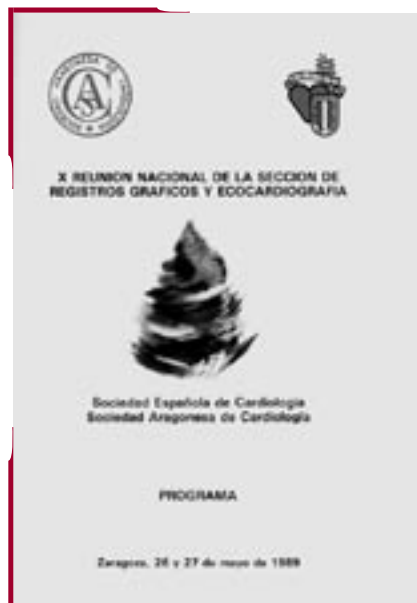 X REUNION NACIONAL DE LA SECCION DE
REGISTROS GRAFICOS Y ECOCARDIOGRAFIA
Sociedad Española de Cardiología
Sociedad Aragonesa de Cardiología
PROGRAMA
Zaragoza, 26 y 27 de mayo de 1989